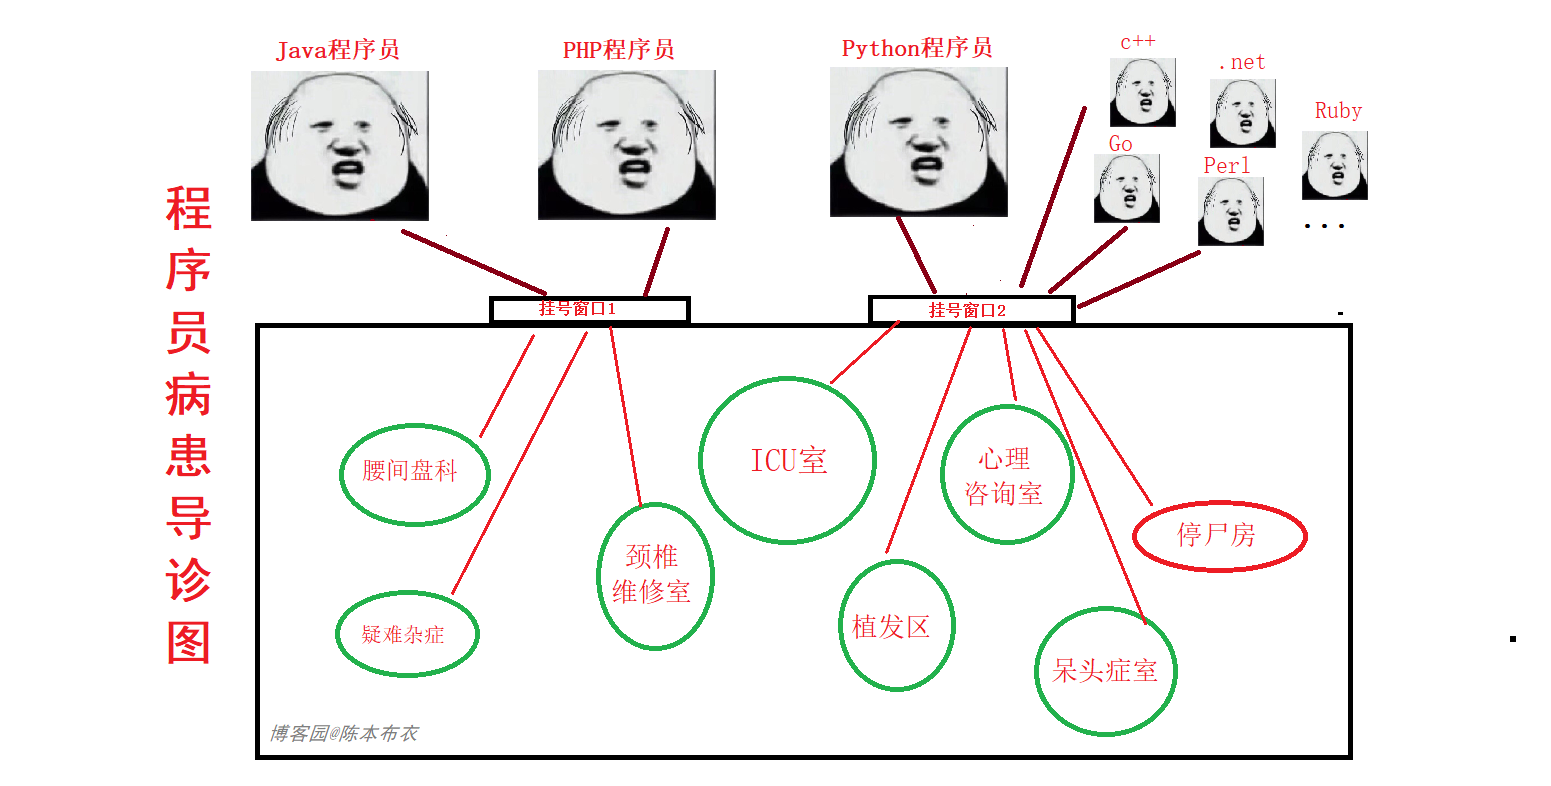 程序员病患导诊图
Java程序员
PHP程序员
Python程序员
c++
.net
Ruby
Go
Perl
...
挂号窗口1
挂号窗口2
腰间盘科
疑难杂症
颈椎
维修室
ICU室
心理
咨询室
植发区
停尸房
呆头症室
博客园@陈本布衣